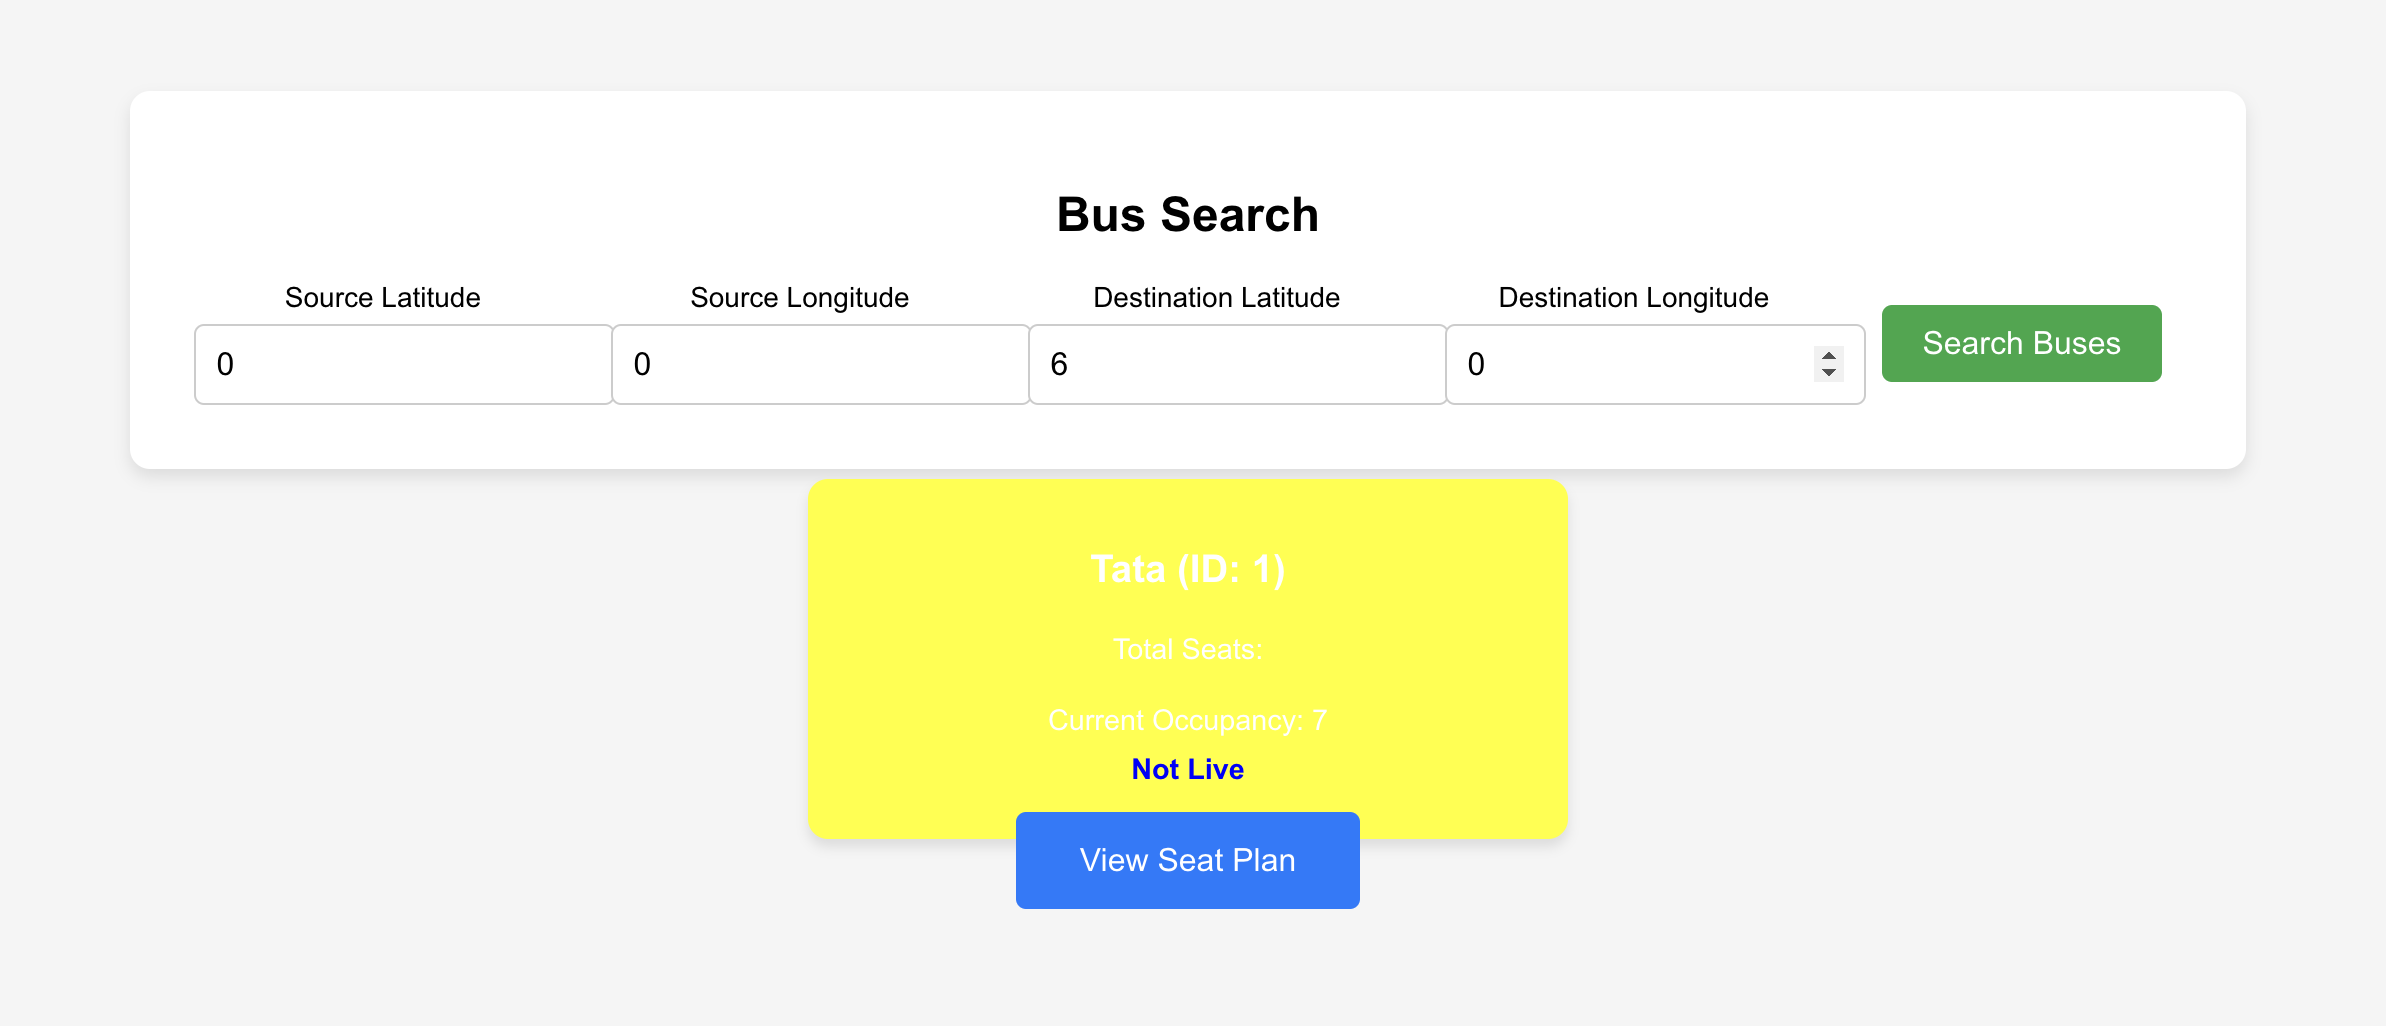 Bus Search
Source Latitude Source Longitude Destination Latitude Destination Longitude
0 0 6 0 Search Buses
Tata (ID: 1)
Total Seats:
Current Occupancy: 7
Not Live
View Seat Plan